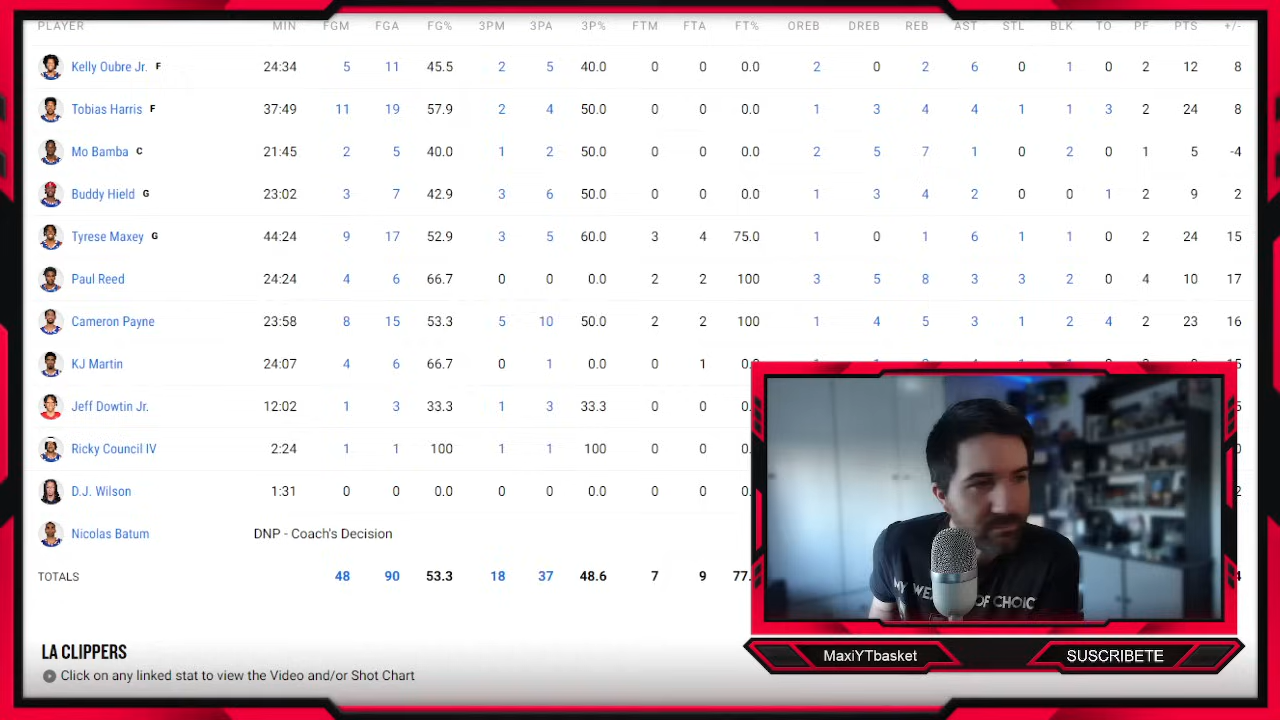 PLAYER MIN FGM FGA FG% 3PM 3PA 3P% FTM FTA FT% OREB DREB REB AST STL BLK TO PF PTS +/-
Kelly Oubre Jr. F 24:34 5 11 45.5 2 5 40.0 0 0 0.0 2 0 2 6 0 1 0 2 12 8
Tobias Harris F 37:49 11 19 57.9 2 4 50.0 0 0 0.0 1 3 4 4 1 1 3 2 24 8
Mo Bamba C 21:45 2 5 40.0 1 2 50.0 0 0 0.0 2 5 7 1 0 2 0 1 5 -4
Buddy Hield G 23:02 3 7 42.9 3 6 50.0 0 0 0.0 1 3 4 2 0 0 1 2 9 2
Tyrese Maxey G 44:24 9 17 52.9 3 5 60.0 3 4 75.0 1 0 1 6 1 1 0 2 24 15
Paul Reed 24:24 4 6 66.7 0 0 0.0 2 2 100 3 5 8 3 3 2 0 4 10 17
Cameron Payne 23:58 8 15 53.3 5 10 50.0 2 2 100 1 4 5 3 1 2 4 2 23 16
KJ Martin 24:07 4 6 66.7 0 1 0.0 0 1
Jeff Dowtin Jr. 12:02 1 3 33.3 1 3 33.3 0 0
Ricky Council IV 2:24 1 1 100 1 1 100 0 0
D.J. Wilson 1:31 0 0 0.0 0 0 0.0 0 0
Nicolas Batum DNP - Coach's Decision
TOTALS 48 90 53.3 18 37 48.6 7 9 77.
LA CLIPPERS
Click on any linked stat to view the Video and/or Shot Chart
OF CHOIC
MaxiYTbasket
SUSCRIBETE